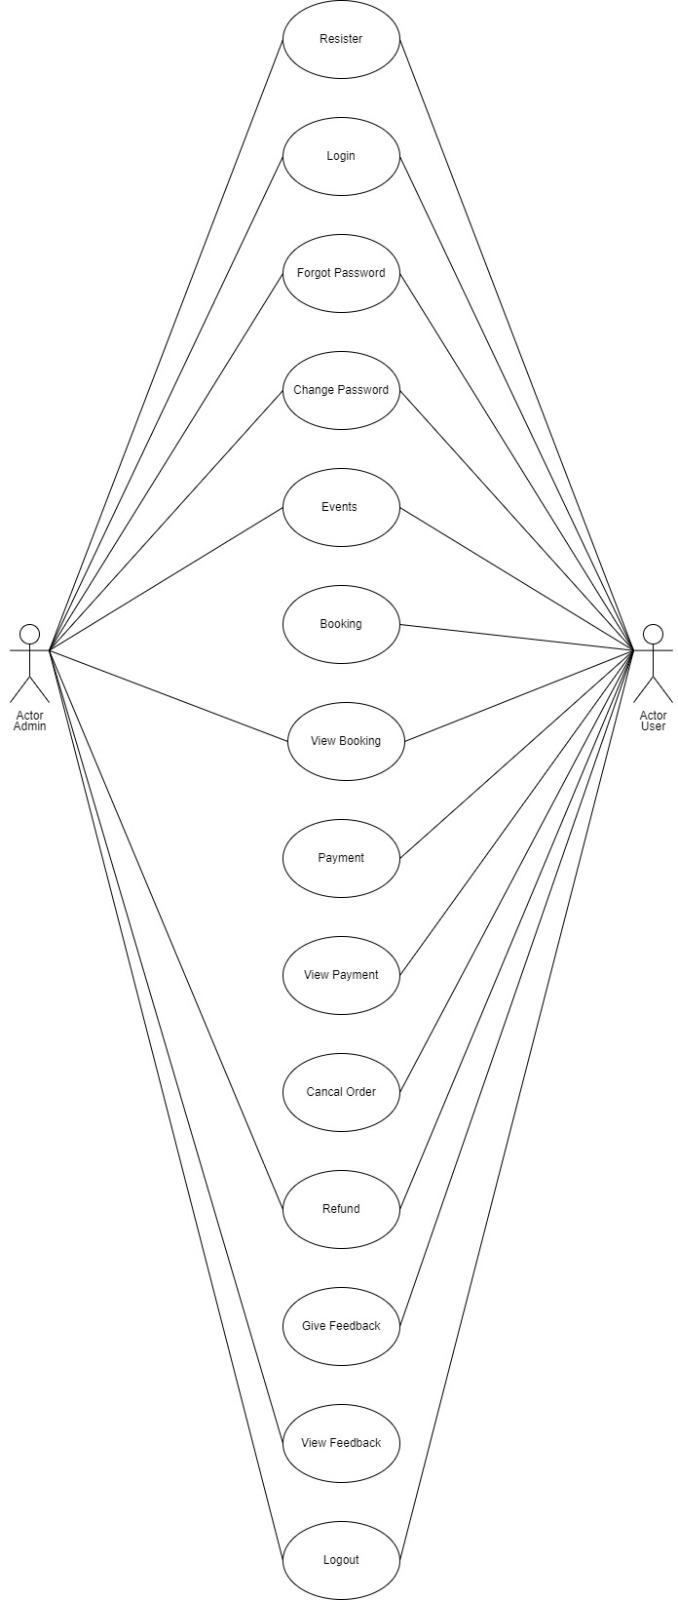 Resister
Login
Forgot Password
Change Password
Events
Booking
Actor
Admin
Actor
User
View Booking
Payment
View Payment
Cancal Order
Refund
Give Feedback
View Feedback
Logout